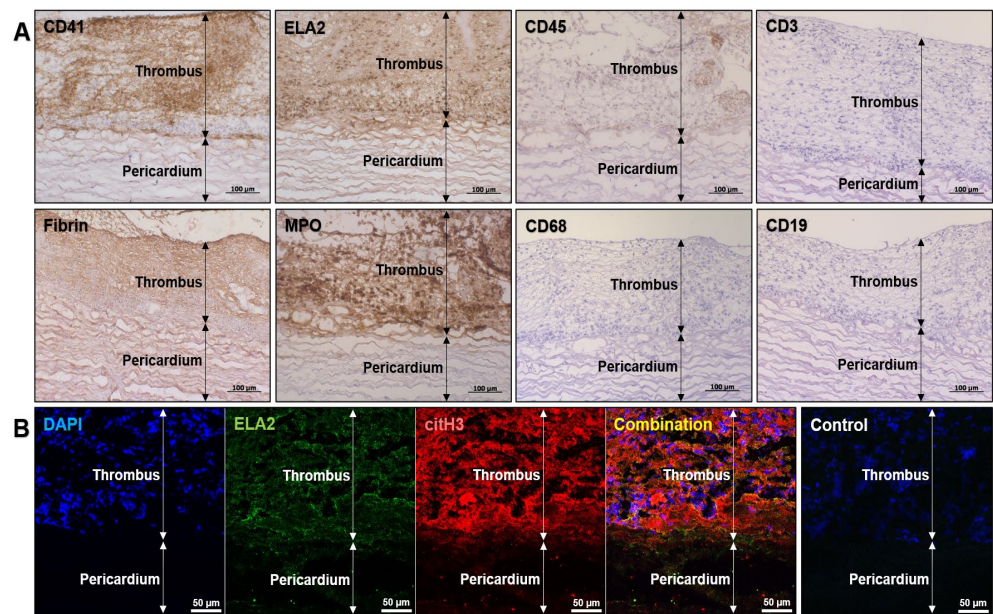 A
CD41
Thrombus
Pericardium
100 µm
ELA2
Thrombus
Pericardium
100 µm
CD45
Thrombus
Pericardium
100 µm
CD3
Thrombus
Pericardium
100 µm
Fibrin
Thrombus
Pericardium
100 µm
MPO
Thrombus
Pericardium
100 µm
CD68
Thrombus
Pericardium
100 µm
CD19
Thrombus
Pericardium
100 µm
B
DAPI
Thrombus
Pericardium
50 µm
ELA2
Thrombus
Pericardium
50 µm
citH3
Thrombus
Pericardium
50 µm
Combination
Thrombus
Pericardium
50 µm
Control
Thrombus
Pericardium
50 µm